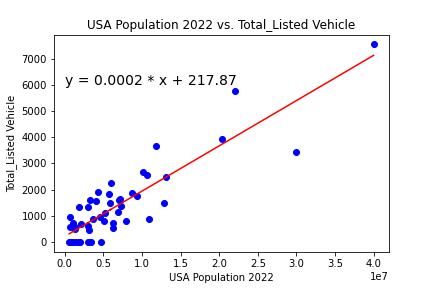 USA Population 2022 vs. Total_Listed Vehicle
y = 0.0002 * x + 217.87
Total_Listed Vehicle
7000
6000
5000
4000
3000
2000
1000
0
0.0 0.5 1.0 1.5 2.0 2.5 3.0 3.5 4.0
1e7
USA Population 2022